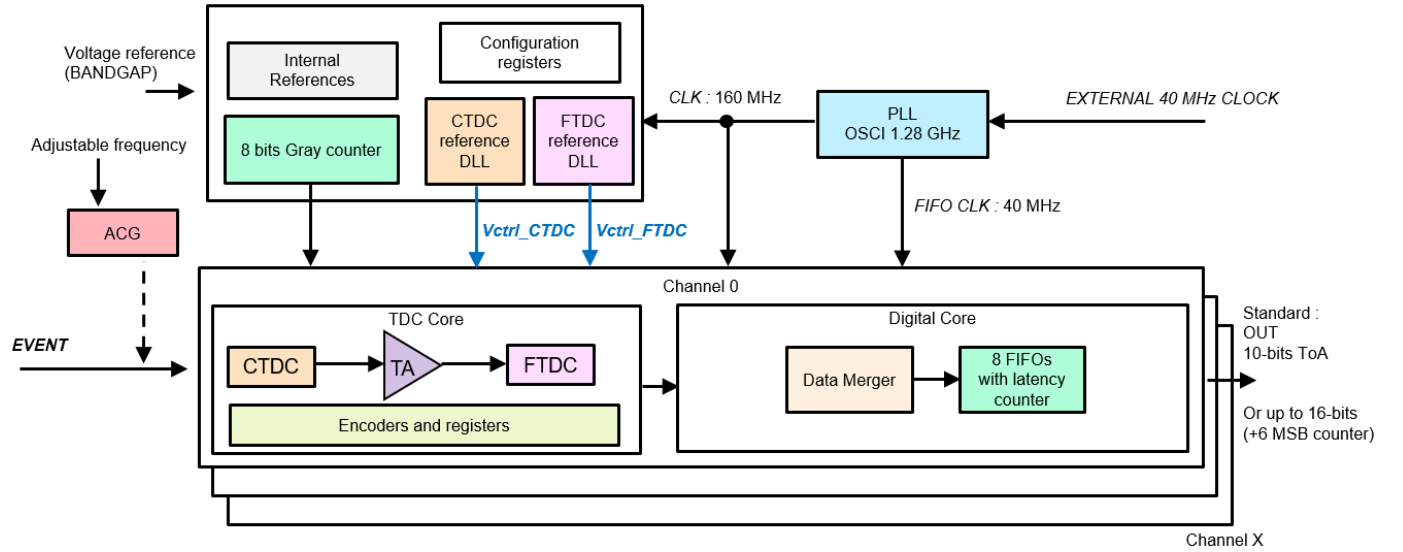 Voltage reference
(BANDGAP)
Internal
References
Configuration
registers
8 bits Gray counter
CTDC
reference
DLL
FTDC
reference
DLL
CLK : 160 MHz
PLL
OSCI 1.28 GHz
EXTERNAL 40 MHz CLOCK
Adjustable frequency
ACG
Vctrl_CTDC
Vctrl_FTDC
FIFO CLK : 40 MHz
Channel 0
EVENT
TDC Core
CTDC
TA
FTDC
Encoders and registers
Digital Core
Data Merger
8 FIFOs
with latency
counter
Standard :
OUT
10-bits ToA
Or up to 16-bits
(+6 MSB counter)
Channel X